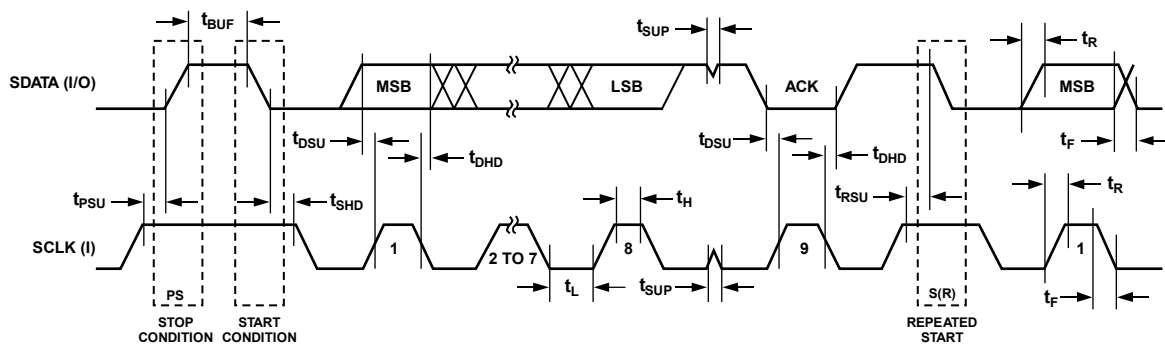 tBUF
tSUP
tR
SDATA (I/O)
MSB
LSB
ACK
MSB
tDSU
tDHD
tDSU
tDHD
tF
tPSU
tSHD
tH
tRSU
tR
SCLK (I)
1
2 TO 7
8
9
1
PS
tL
tSUP
S(R)
tF
STOP
CONDITION
START
CONDITION
REPEATED
START